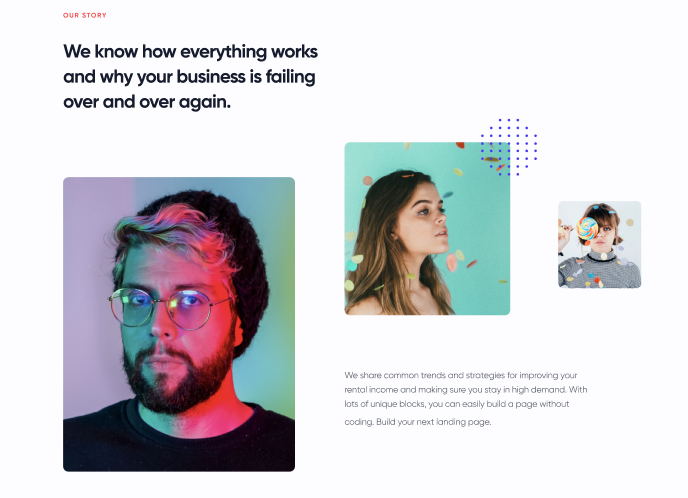 OUR STORY
We know how everything works
and why your business is failing
over and over again.
We share common trends and strategies for improving your
rental income and making sure you stay in high demand. With
lots of unique blocks, you can easily build a page without
coding. Build your next landing page.